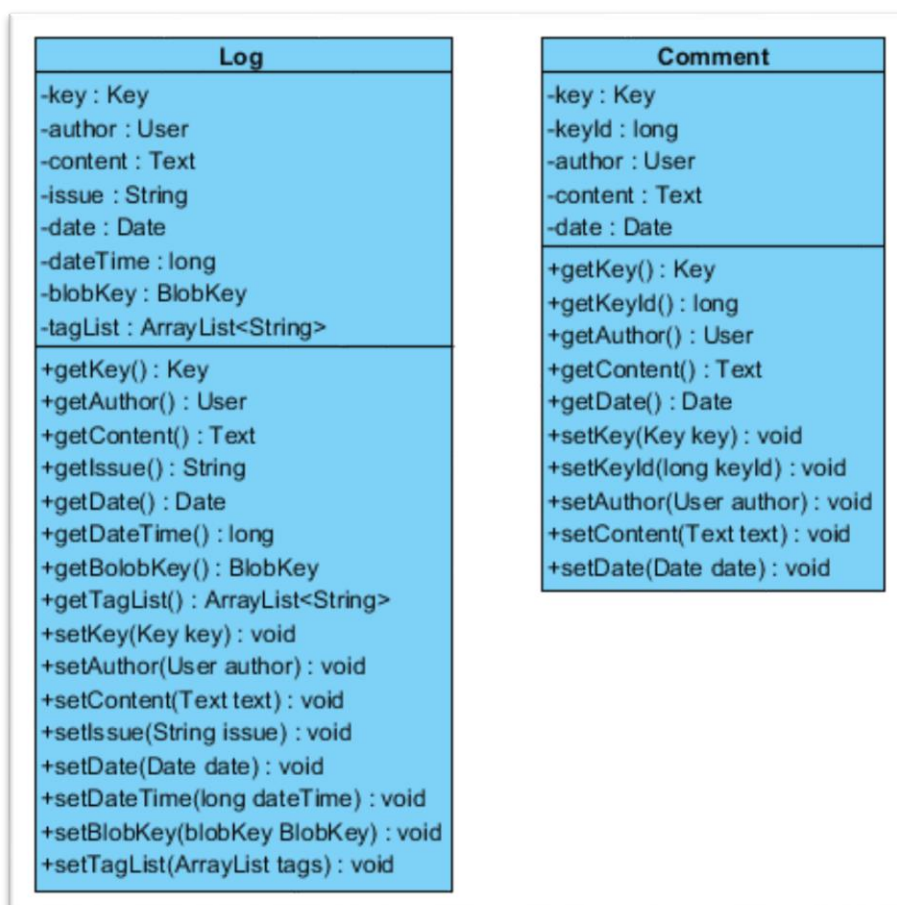 Log
-key : Key
-author : User
-content : Text
-issue : String
-date : Date
-dateTime : long
-blobKey : BlobKey
-tagList : ArrayList<String>
+getKey() : Key
+getAuthor() : User
+getContent() : Text
+getIssue() : String
+getDate() : Date
+getDateTime() : long
+getBolobKey() : BlobKey
+getTagList() : ArrayList<String>
+setKey(Key key) : void
+setAuthor(User author) : void
+setContent(Text text) : void
+setIssue(String issue) : void
+setDate(Date date) : void
+setDateTime(long dateTime) : void
+setBlobKey(blobKey BlobKey) : void
+setTagList(ArrayList tags) : void
Comment
-key : Key
-keyId : long
-author : User
-content : Text
-date : Date
+getKey() : Key
+getKeyId() : long
+getAuthor() : User
+getContent() : Text
+getDate() : Date
+setKey(Key key) : void
+setKeyId(long keyId) : void
+setAuthor(User author) : void
+setContent(Text text) : void
+setDate(Date date) : void